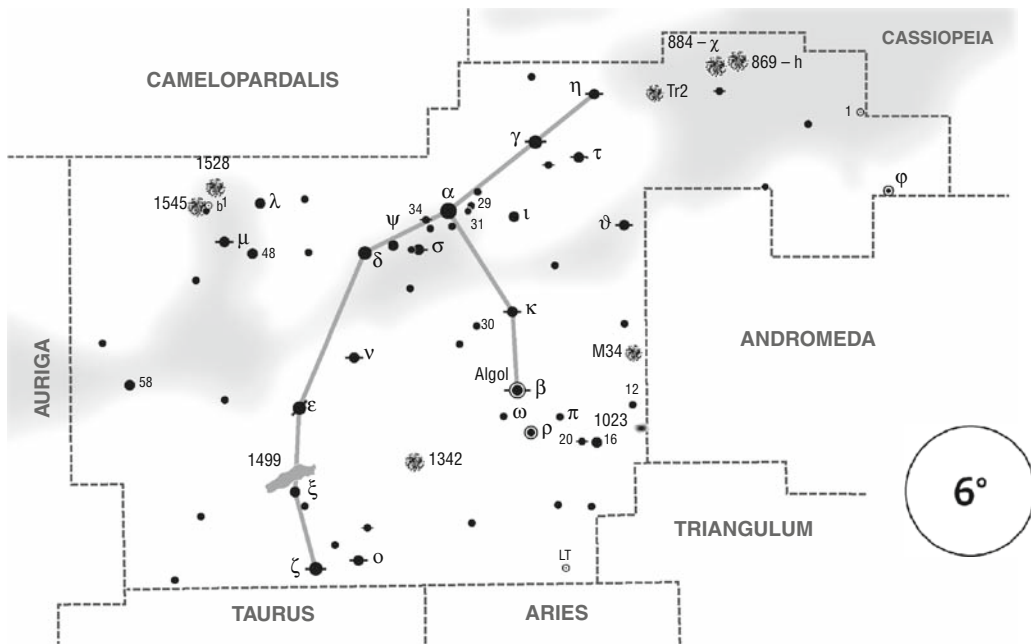 CASSIOPEIA
884 – χ
869 – h
CAMELOPARDALIS
η
Tr2
1
γ
τ
1528
φ
α
1545
b¹
λ
29
34
31
ι
ϑ
ψ
μ
48
σ
δ
κ
30
ANDROMEDA
ν
M34
AURIGA
Algol
β
58
12
ε
ω
π
1023
ρ
20
16
1499
1342
6°
ξ
TRIANGULUM
LT
ζ
ο
TAURUS
ARIES